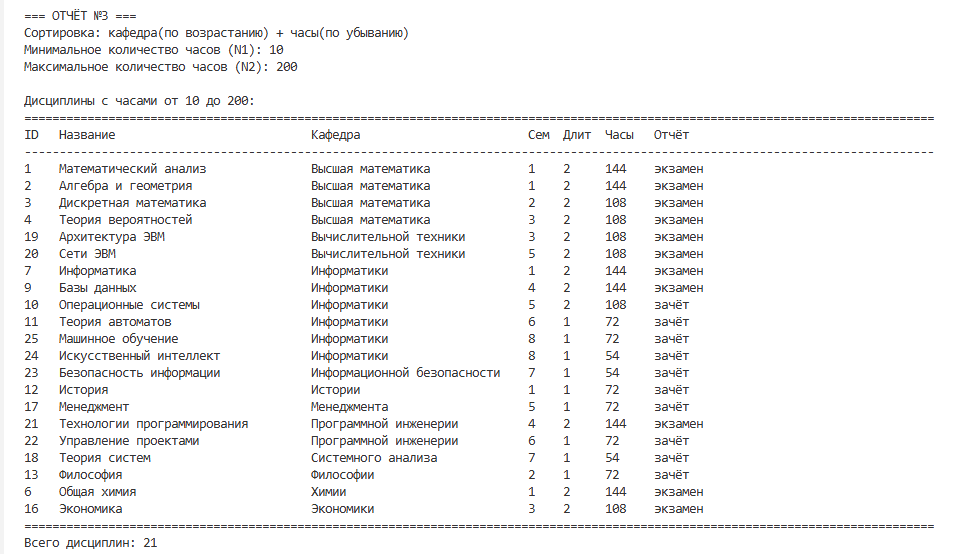 === ОТЧЁТ №3 ===
Сортировка: кафедра(по возрастанию) + часы(по убыванию)
Минимальное количество часов (N1): 10
Максимальное количество часов (N2): 200
Дисциплины с часами от 10 до 200:
==================================================================================================================================
ID Название Кафедра Сем Длит Часы Отчёт
----------------------------------------------------------------------------------------------------------------------------------
1 Математический анализ Высшая математика 1 2 144 экзамен
2 Алгебра и геометрия Высшая математика 1 2 144 экзамен
3 Дискретная математика Высшая математика 2 2 108 экзамен
4 Теория вероятностей Высшая математика 3 2 108 экзамен
19 Архитектура ЭВМ Вычислительной техники 3 2 108 экзамен
20 Сети ЭВМ Вычислительной техники 5 2 108 экзамен
7 Информатика Информатики 1 2 144 экзамен
9 Базы данных Информатики 4 2 144 экзамен
10 Операционные системы Информатики 5 2 108 зачёт
11 Теория автоматов Информатики 6 1 72 зачёт
25 Машинное обучение Информатики 8 1 72 зачёт
24 Искусственный интеллект Информатики 8 1 54 зачёт
23 Безопасность информации Информационной безопасности 7 1 54 зачёт
12 История Истории 1 1 72 зачёт
17 Менеджмент Менеджмента 5 1 72 зачёт
21 Технологии программирования Программной инженерии 4 2 144 экзамен
22 Управление проектами Программной инженерии 6 1 72 зачёт
18 Теория систем Системного анализа 7 1 54 зачёт
13 Философия Философии 2 1 72 зачёт
6 Общая химия Химии 1 2 144 экзамен
16 Экономика Экономики 3 2 108 экзамен
==================================================================================================================================
Всего дисциплин: 21